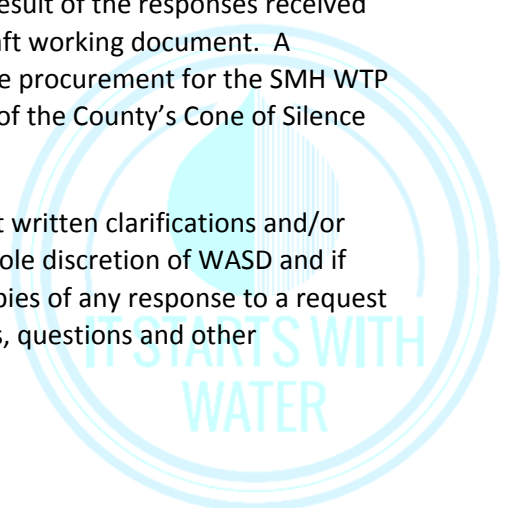 esult of the responses received
aft working document.  A
e procurement for the SMH WTP
of the County’s Cone of Silence
t written clarifications and/or
ole discretion of WASD and if
pies of any response to a request
s, questions and other
IT STARTS WITH
WATER